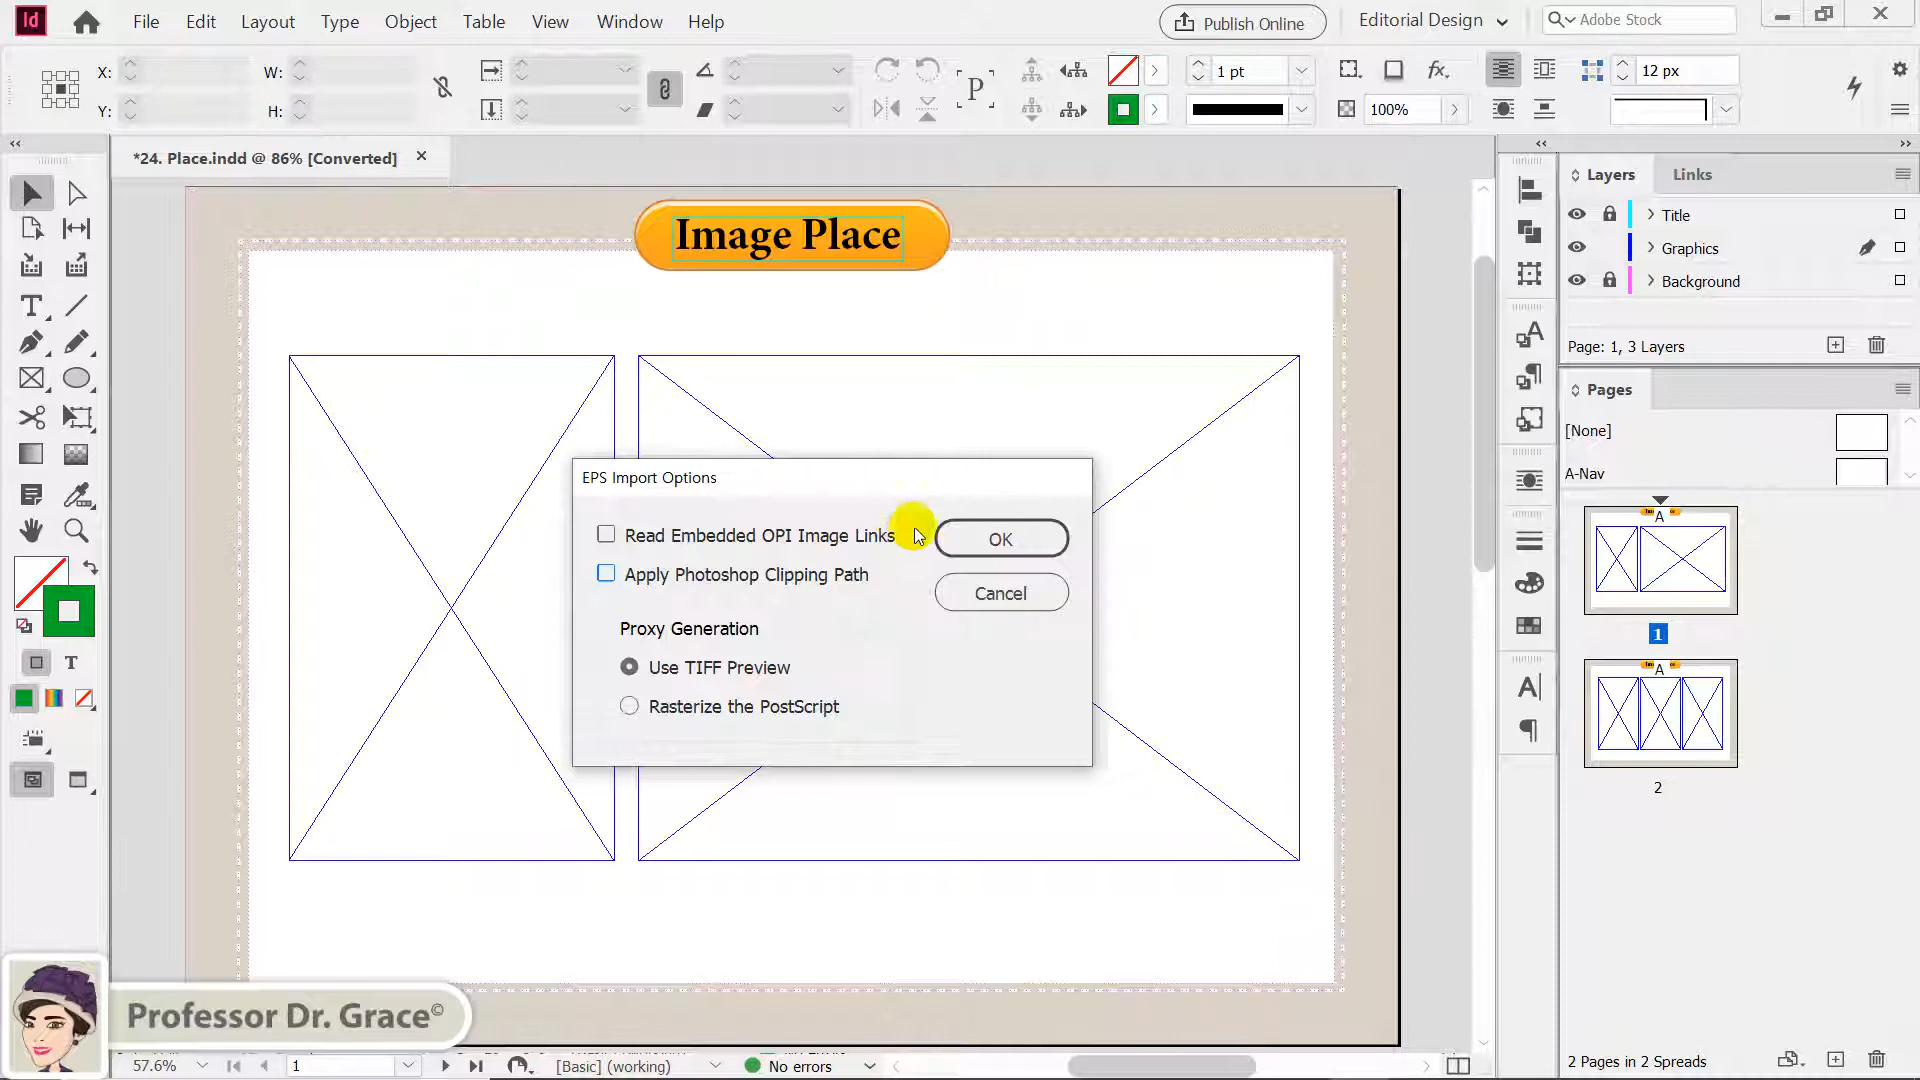 Id File Edit Layout Type Object Table View Window Help Publish Online Editorial Design Adobe Stock
X: W: 1 pt fx 12 px
Y: H: P 100%
*24. Place.indd @ 86% [Converted]
Layers Links
Title
Graphics
Background
Page: 1, 3 Layers
Pages
[None]
A-Nav
A
1
A
2
2 Pages in 2 Spreads
Image Place
EPS Import Options
Read Embedded OPI Image Links
OK
Apply Photoshop Clipping Path
Cancel
Proxy Generation
Use TIFF Preview
Rasterize the PostScript
Professor Dr. Grace©
57.6% 1 [Basic] (working) No errors